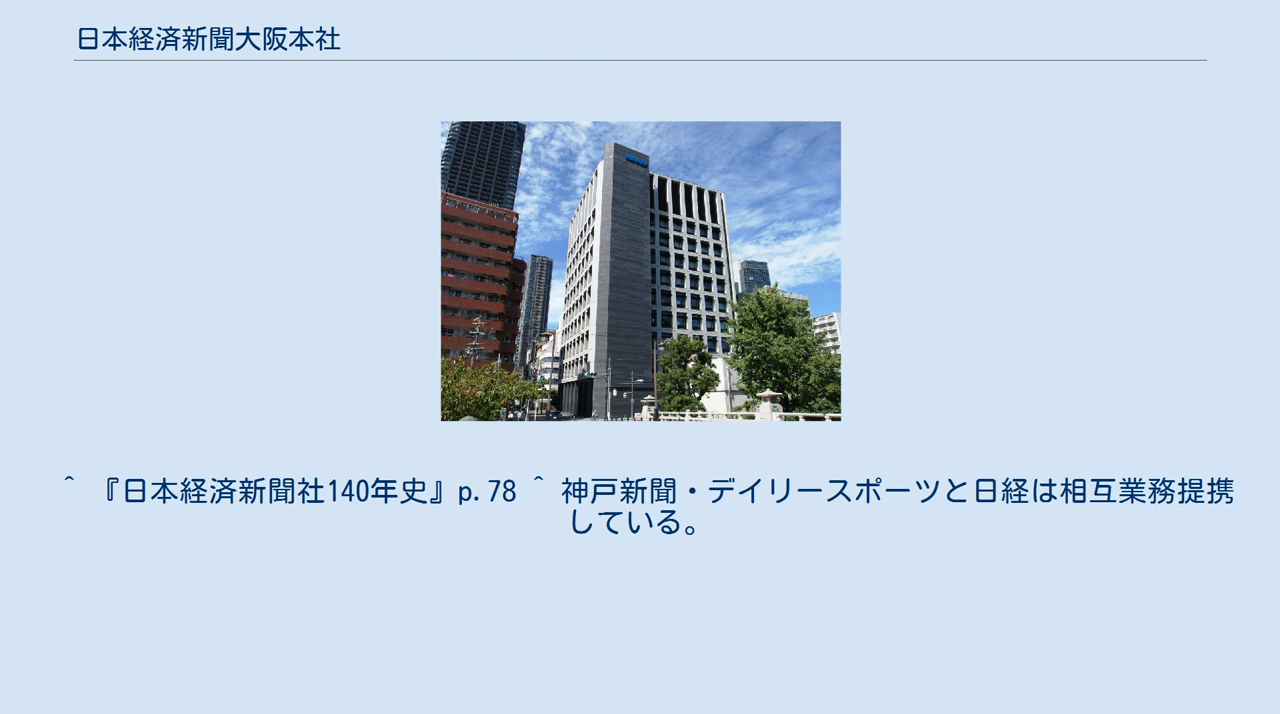 日本経済新聞大阪本社
^ 『日本経済新聞社140年史』p.78 ^ 神戸新聞・デイリースポーツと日経は相互業務提携
している。